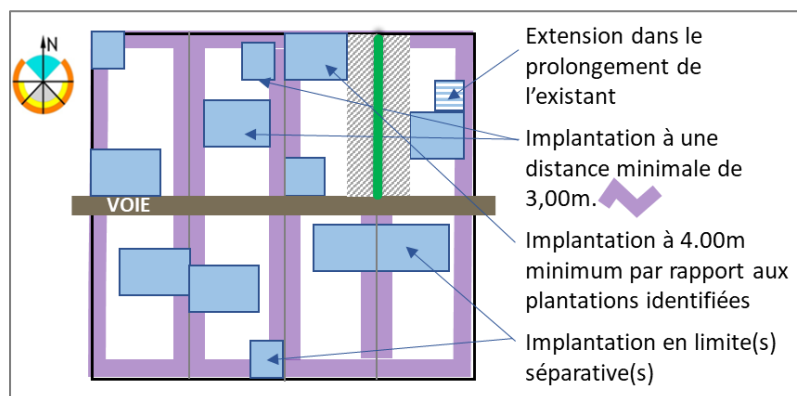 N
Extension dans le
prolongement de
l’existant
Implantation à une
distance minimale de
3,00m.
VOIE
Implantation à 4.00m
minimum par rapport aux
plantations identifiées
Implantation en limite(s)
séparative(s)